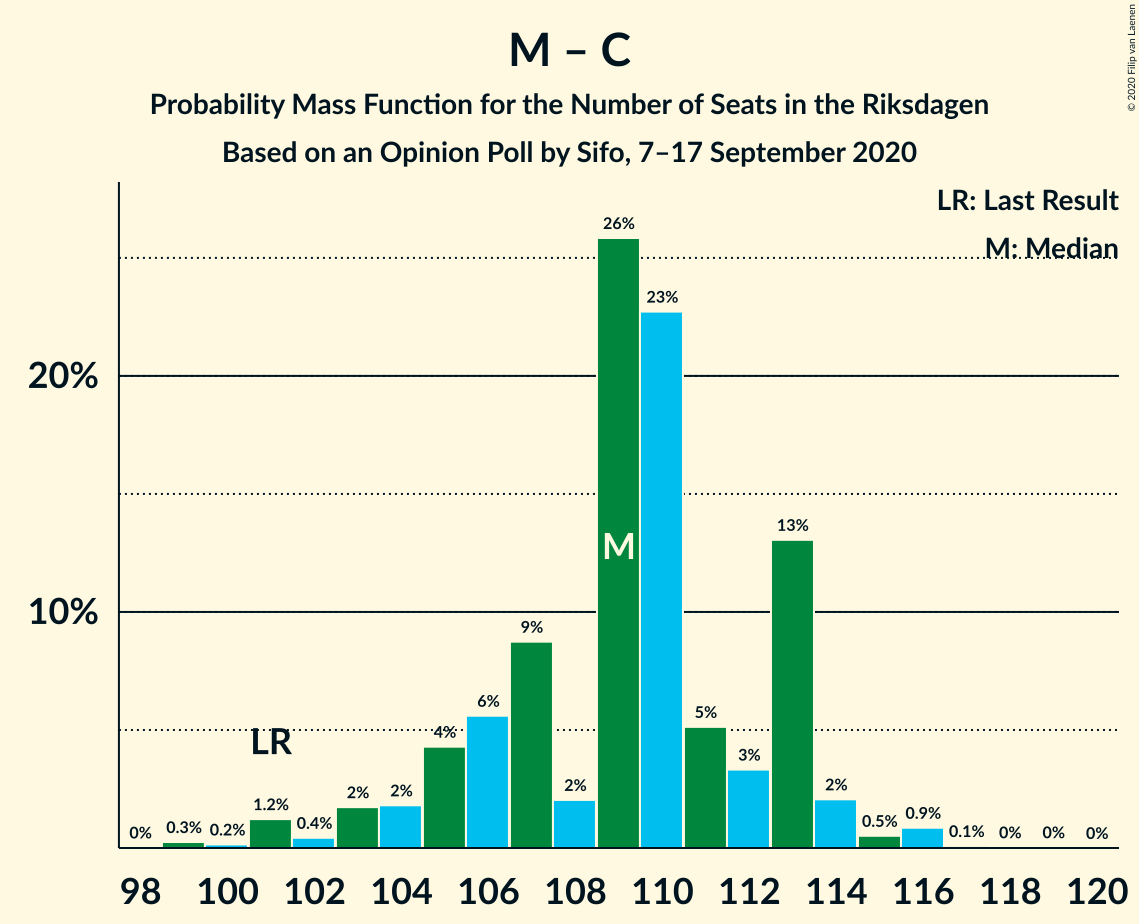 M – C
Probability Mass Function for the Number of Seats in the Riksdagen
Based on an Opinion Poll by Sifo, 7–17 September 2020
© 2020 Filip van Laenen
LR: Last Result
M: Median
20%
10%
0% 0.3% 0.2% 1.2% 0.4% 2% 2% 4% 6% 9% 2% 26% 23% 5% 3% 13% 2% 0.5% 0.9% 0.1% 0% 0% 0%
LR
M
98 100 102 104 106 108 110 112 114 116 118 120